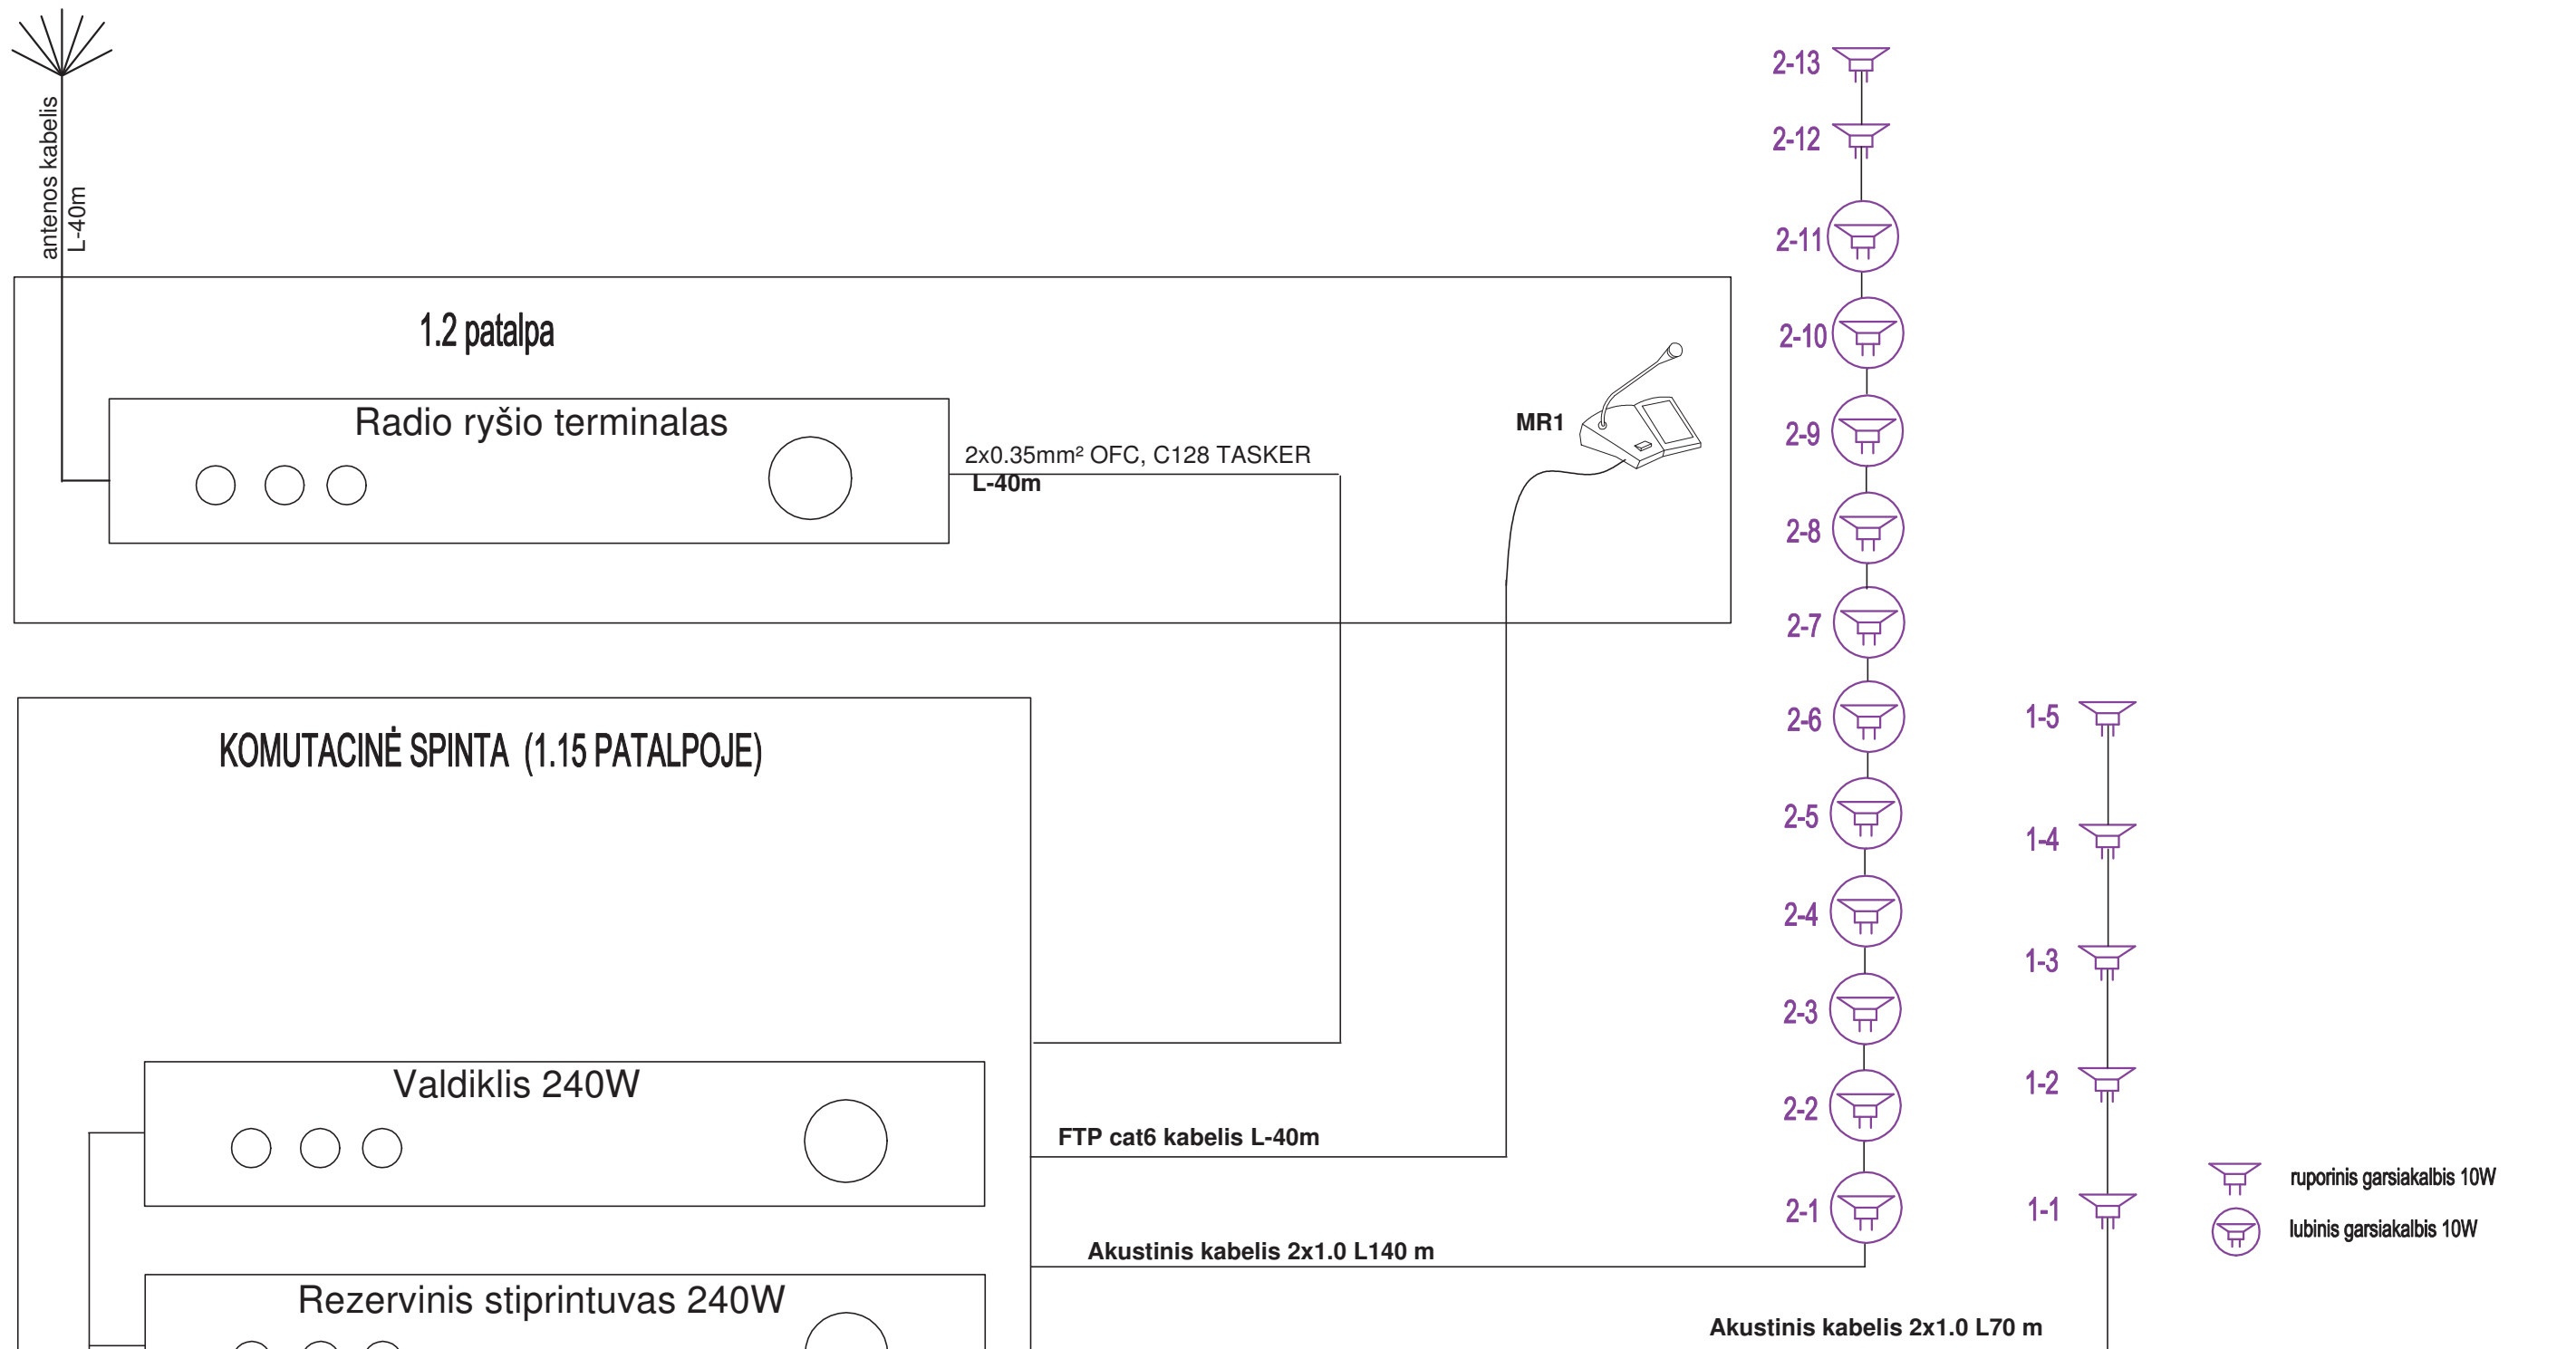 antenos kabelis
L-40m
1.2 patalpa
Radio ryšio terminalas
2x0.35mm² OFC, C128 TASKER
L-40m
MR1
KOMUTACINĖ SPINTA (1.15 PATALPOJE)
Valdiklis 240W
FTP cat6 kabelis L-40m
Akustinis kabelis 2x1.0 L140 m
Rezervinis stiprintuvas 240W
Akustinis kabelis 2x1.0 L70 m
2-13
2-12
2-11
2-10
2-9
2-8
2-7
2-6
2-5
2-4
2-3
2-2
2-1
1-5
1-4
1-3
1-2
1-1
ruporinis garsiakalbis 10W
lubinis garsiakalbis 10W